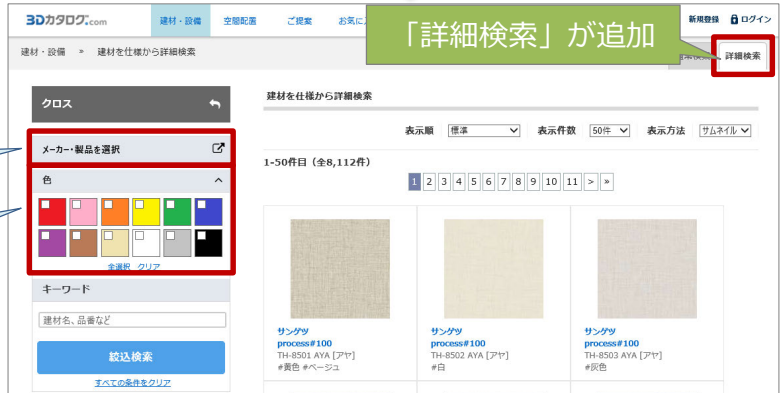 3Dカタログ.com
建材・設備
空間配置
ご提案
お気に
新規登録
ログイン
「詳細検索」が追加
建材・設備 » 建材を仕様から詳細検索
詳細検索
クロス
建材を仕様から詳細検索
メーカー・製品を選択
表示順 標準 表示件数 50件 表示方法 サムネイル
色
1-50件目（全8,112件）
1 2 3 4 5 6 7 8 9 10 11 > »
全選択 クリア
キーワード
建材名、品番など
絞込検索
すべての条件をクリア
サンゲツ
process#100
TH-8501 AYA [アヤ]
#黄色 #ベージュ
サンゲツ
process#100
TH-8502 AYA [アヤ]
#白
サンゲツ
process#100
TH-8503 AYA [アヤ]
#灰色